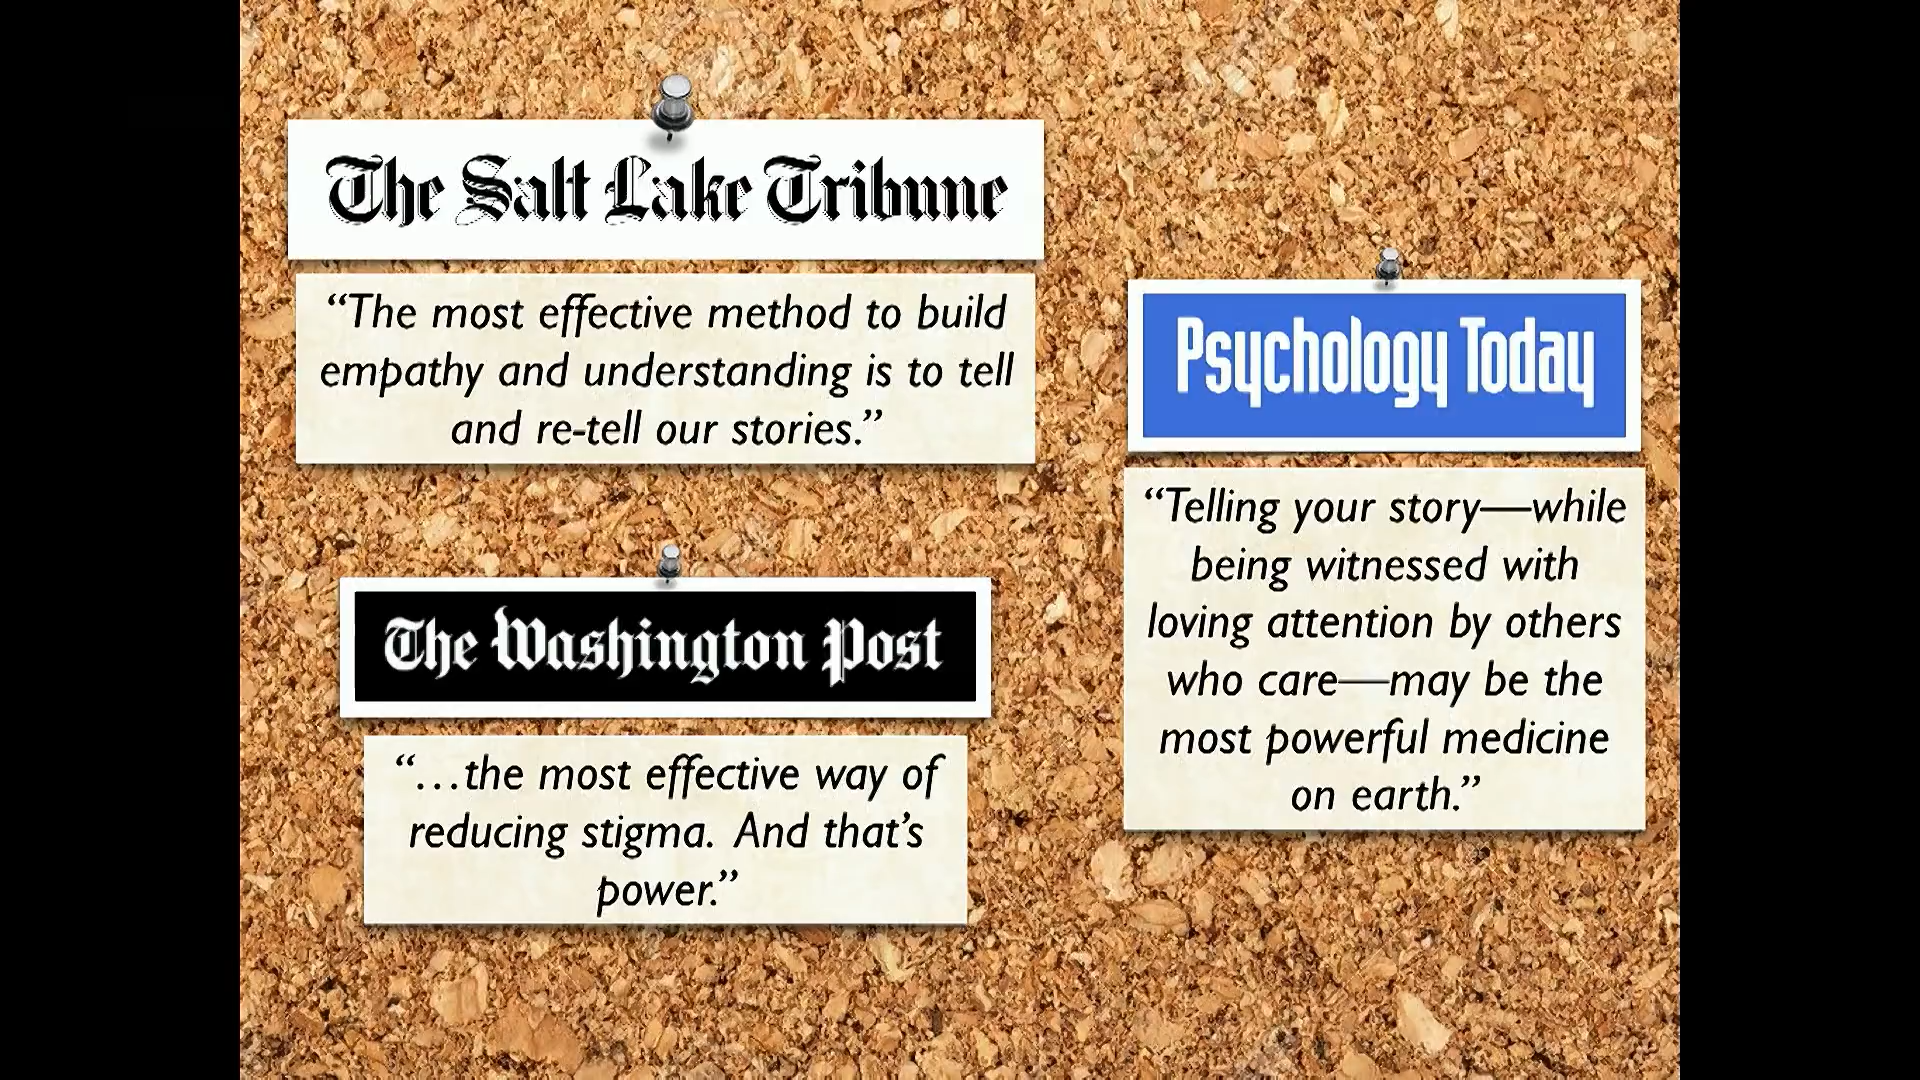 The Salt Lake Tribune
“The most effective method to build
empathy and understanding is to tell
and re-tell our stories.”
The Washington Post
“…the most effective way of
reducing stigma. And that’s
power.”
Psychology Today
“Telling your story—while
being witnessed with
loving attention by others
who care—may be the
most powerful medicine
on earth.”